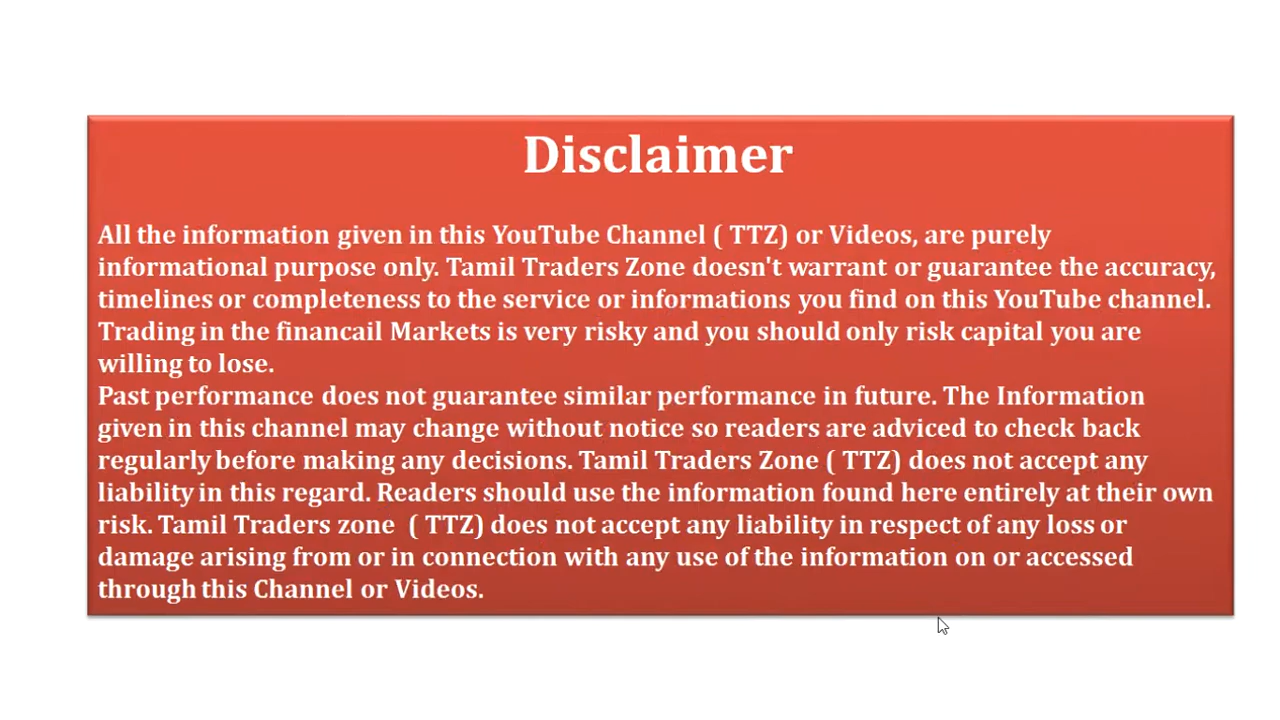 Disclaimer
All the information given in this YouTube Channel ( TTZ) or Videos, are purely
informational purpose only. Tamil Traders Zone doesn't warrant or guarantee the accuracy,
timelines or completeness to the service or informations you find on this YouTube channel.
Trading in the financail Markets is very risky and you should only risk capital you are
willing to lose.
Past performance does not guarantee similar performance in future. The Information
given in this channel may change without notice so readers are adviced to check back
regularly before making any decisions. Tamil Traders Zone ( TTZ) does not accept any
liability in this regard. Readers should use the information found here entirely at their own
risk. Tamil Traders zone  ( TTZ) does not accept any liability in respect of any loss or
damage arising from or in connection with any use of the information on or accessed
through this Channel or Videos.